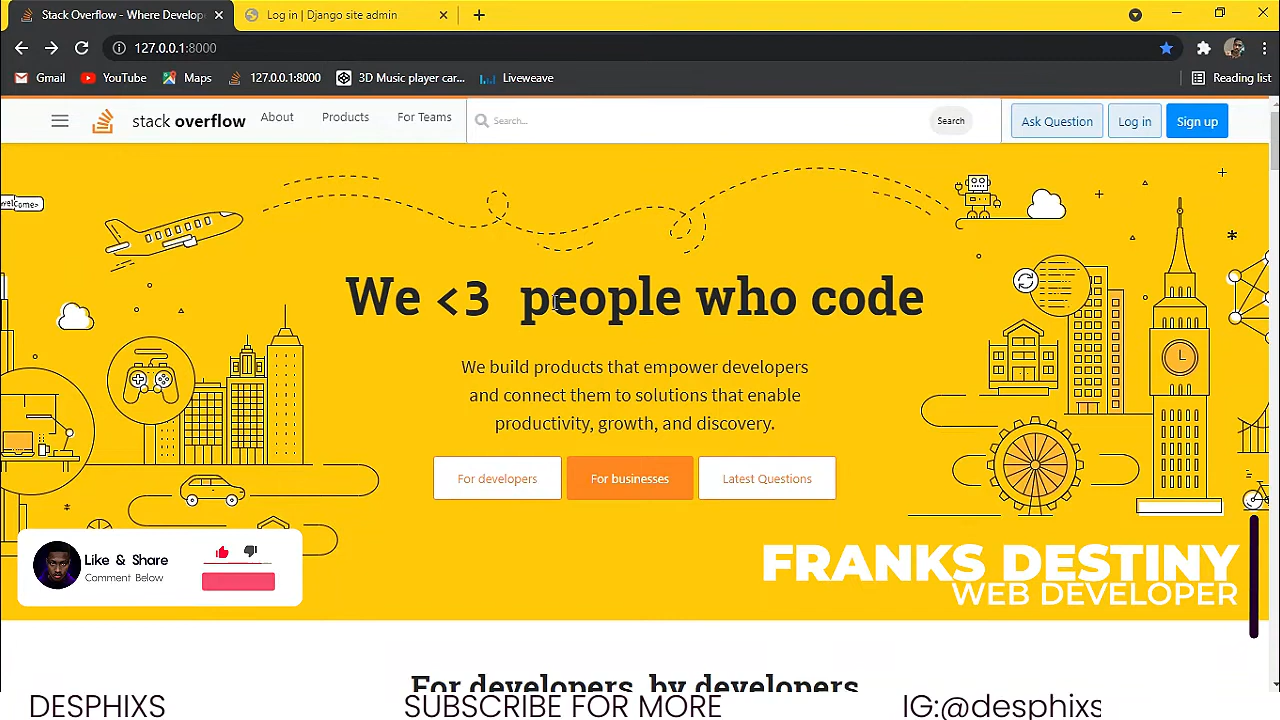 Stack Overflow - Where Develop
Log in | Django site admin
127.0.0.1:8000
Gmail
YouTube
Maps
127.0.0.1:8000
3D Music player car...
Liveweave
Reading list
stack overflow
About
Products
For Teams
Search...
Search
Ask Question
Log in
Sign up
welcome>
We <3 people who code
We build products that empower developers
and connect them to solutions that enable
productivity, growth, and discovery.
For developers
For businesses
Latest Questions
Like & Share
Comment Below
FRANKS DESTINY
WEB DEVELOPER
For developers, by developers
DESPHIXS
SUBSCRIBE FOR MORE
IG:@desphixs